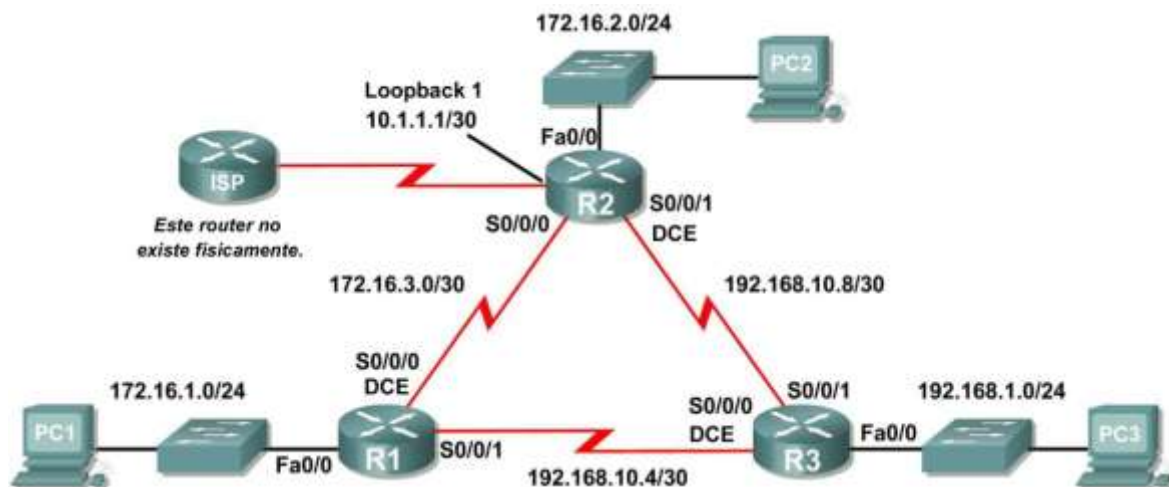 172.16.2.0/24
PC2
Loopback 1
10.1.1.1/30
Fa0/0
ISP
R2
Este router no
existe fisicamente.
S0/0/0
S0/0/1
DCE
172.16.3.0/30
192.168.10.8/30
S0/0/0
DCE
172.16.1.0/24
S0/0/1
192.168.1.0/24
S0/0/0
DCE
PC1
Fa0/0
R1
S0/0/1
R3
Fa0/0
PC3
192.168.10.4/30